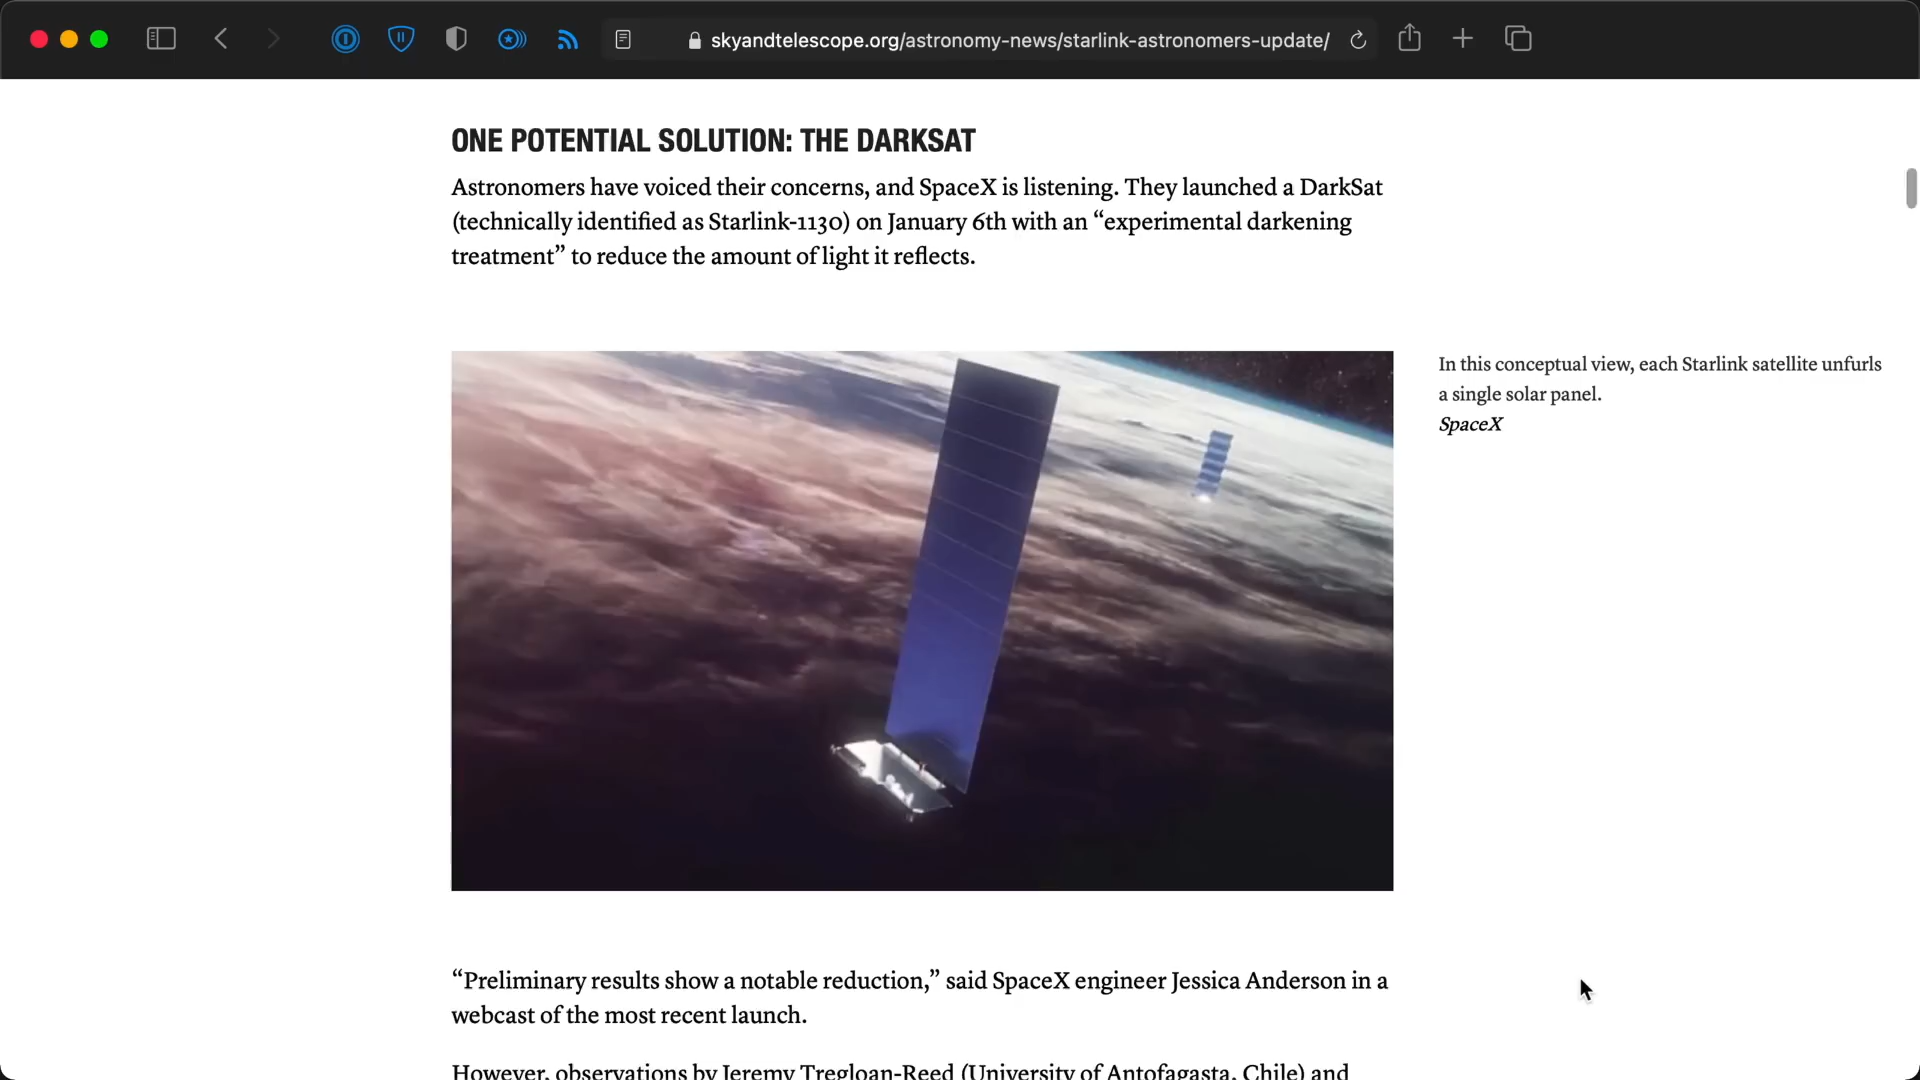 skyandtelescope.org/astronomy-news/starlink-astronomers-update/
ONE POTENTIAL SOLUTION: THE DARKSAT
Astronomers have voiced their concerns, and SpaceX is listening. They launched a DarkSat
(technically identified as Starlink-1130) on January 6th with an “experimental darkening
treatment” to reduce the amount of light it reflects.
In this conceptual view, each Starlink satellite unfurls
a single solar panel.
SpaceX
“Preliminary results show a notable reduction,” said SpaceX engineer Jessica Anderson in a
webcast of the most recent launch.
However, observations by Jeremy Tregloan-Reed (University of Antofagasta, Chile) and